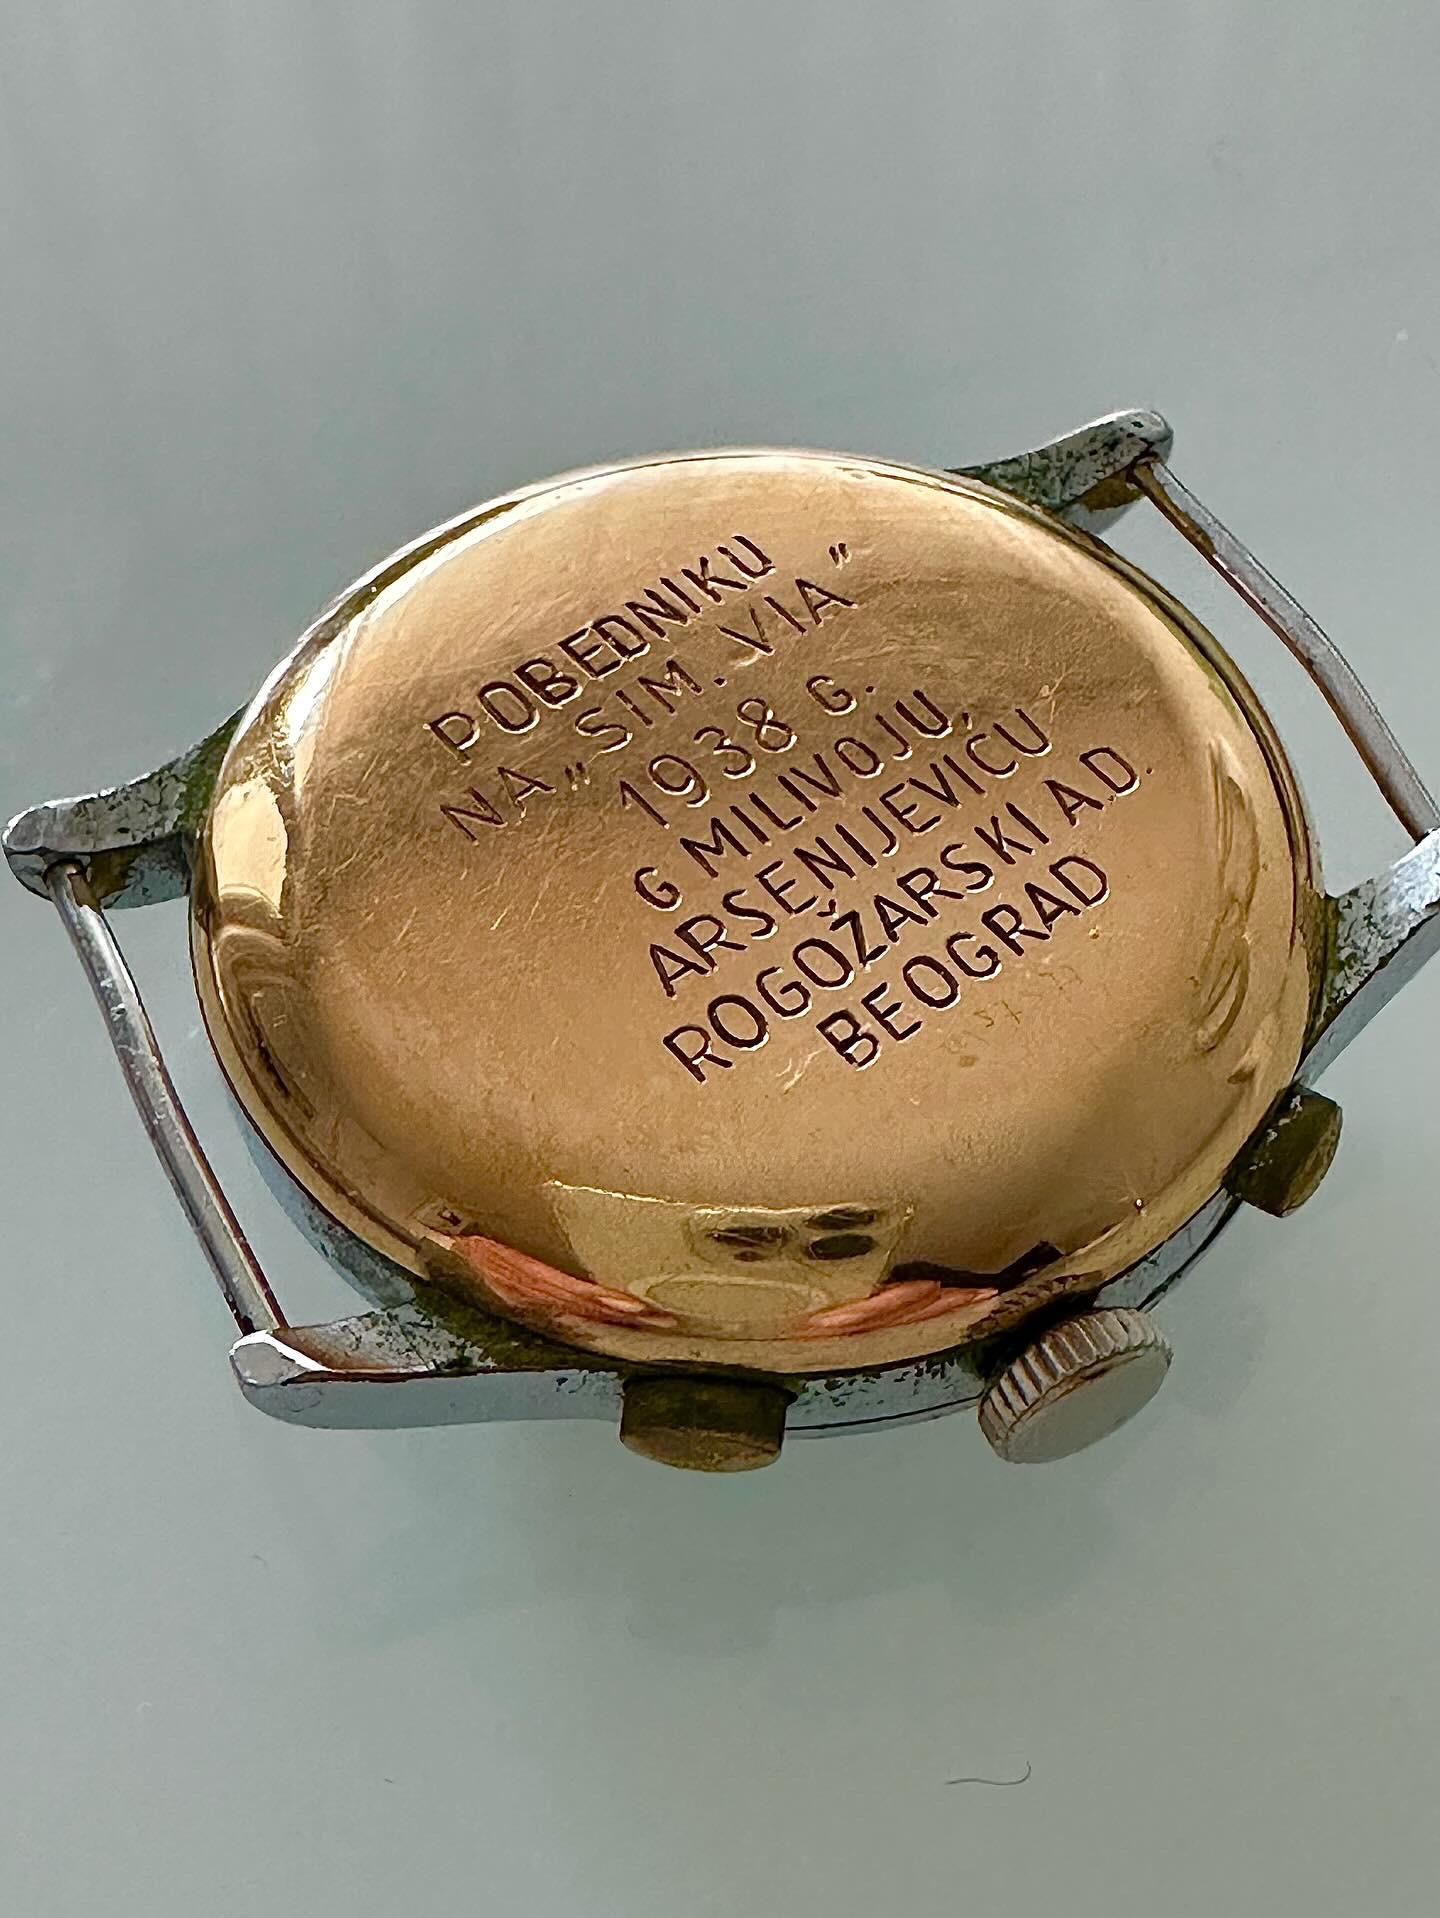 POBEDNIKU
NA „SIM. VIA"
1938 G.
G MILIVOJU,
ARSENIJEVIĆU
ROGOŽARSKI A D.
BEOGRAD